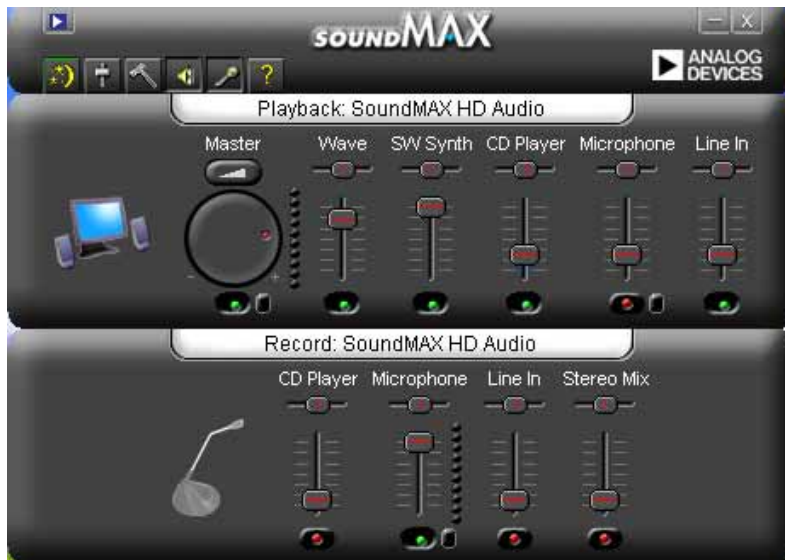 soundMAX
ANALOG
DEVICES
?
X
Playback: SoundMAX HD Audio
Master Wave SW Synth CD Player Microphone Line In
- +
Record: SoundMAX HD Audio
CD Player Microphone Line In Stereo Mix